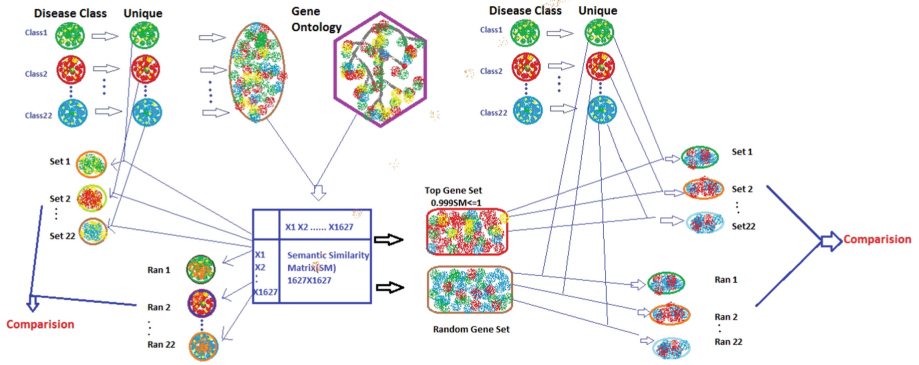 Disease Class
Unique
Class1
Class2
Class22
Gene
Ontology
Disease Class
Unique
Class1
Class2
Class22
Set 1
Set 2
Set 22
X1 X2 ...... X1627
X1
X2
:
X1627
Semantic Similarity
Matrix(SM)
1627X1627
Ran 1
Ran 2
Ran 22
Comparision
Top Gene Set
0.999SM<=1
Random Gene Set
Set 1
Set 2
Set22
Ran 1
Ran 2
Ran 22
Comparision